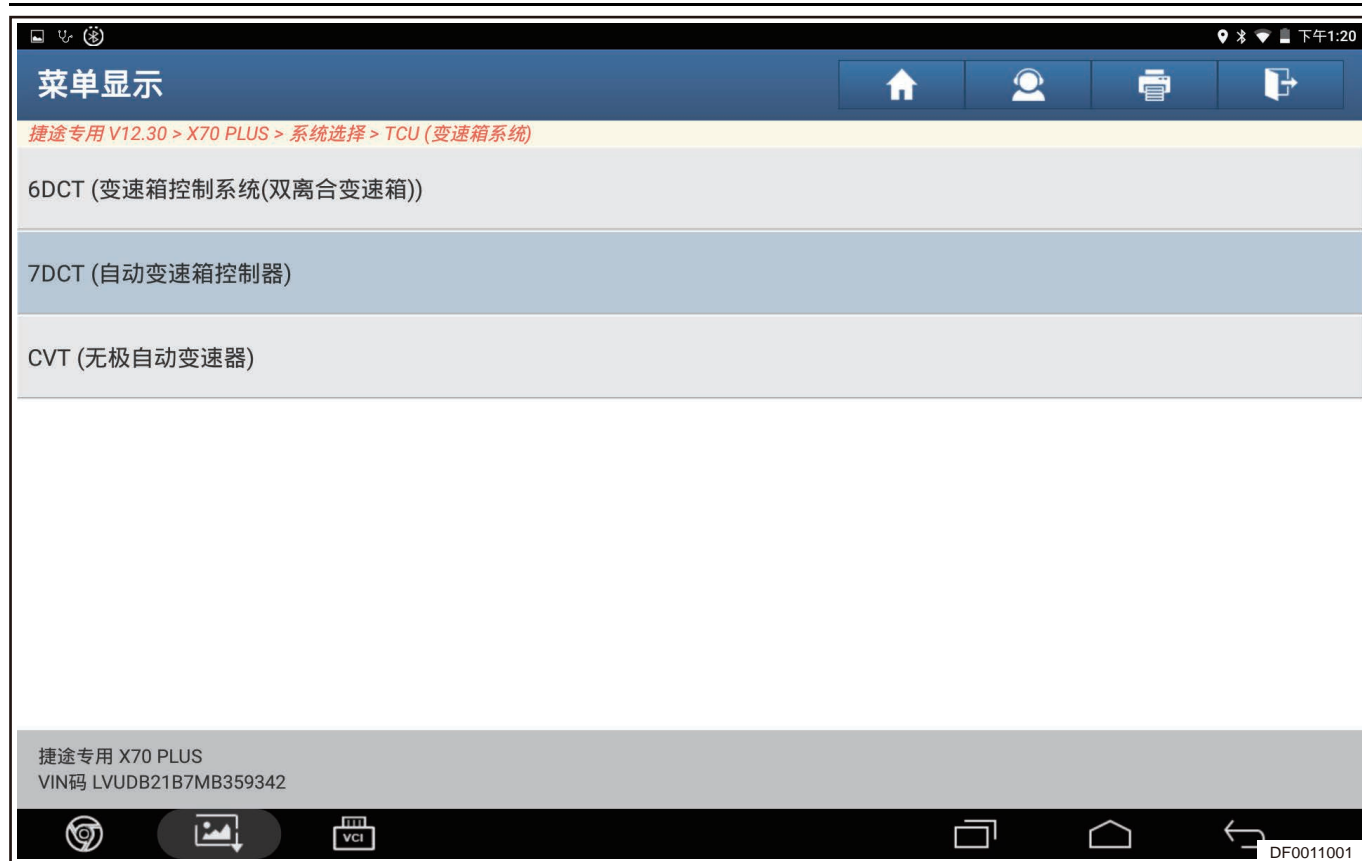 下午1:20
菜单显示
捷途专用 V12.30 > X70 PLUS > 系统选择 > TCU (变速箱系统)
6DCT (变速箱控制系统(双离合变速箱))
7DCT (自动变速箱控制器)
CVT (无极自动变速器)
捷途专用 X70 PLUS
VIN码 LVUDB21B7MB359342
VCI
DF0011001